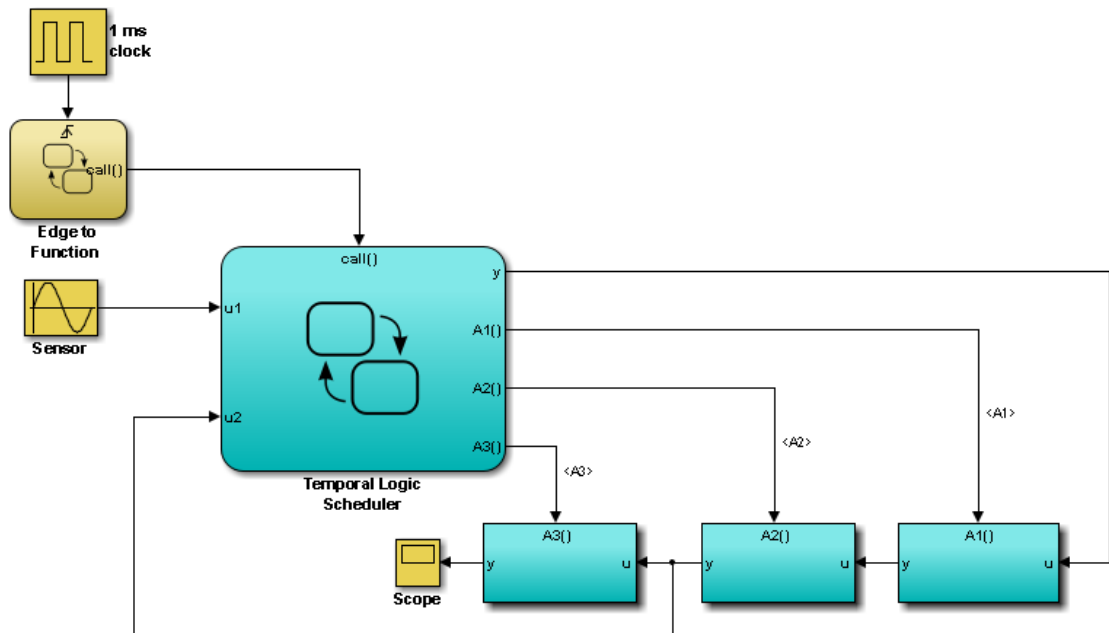 1 ms
clock
call()
Edge to
Function
call()
y
u1
Sensor
A1()
A2()
<A1>
u2
<A2>
A3()
<A3>
Temporal Logic
Scheduler
A3()
y
u
A2()
y
u
A1()
y
u
Scope